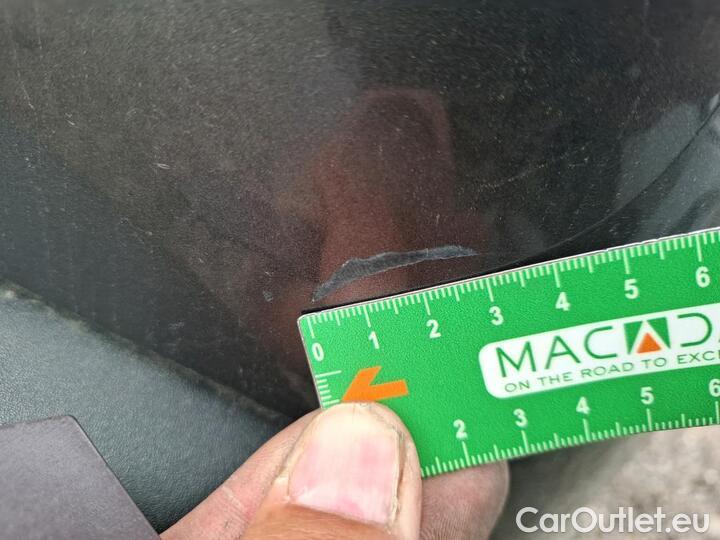 0 1 2 3 4 5 6
MACADA
ON THE ROAD TO EXC
2 3 4 5 6
CarOutlet.eu